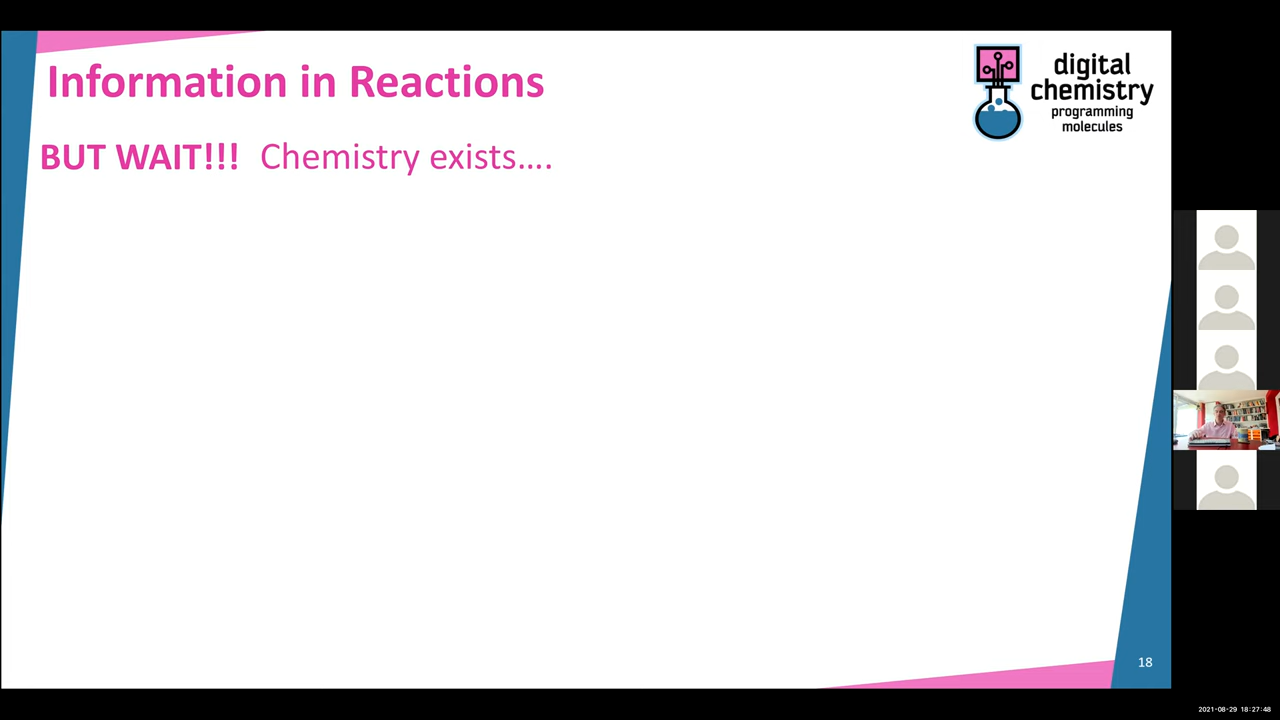 Information in Reactions
BUT WAIT!!! Chemistry exists....
digital
chemistry
programming
molecules
18
2021-08-29 18:27:48